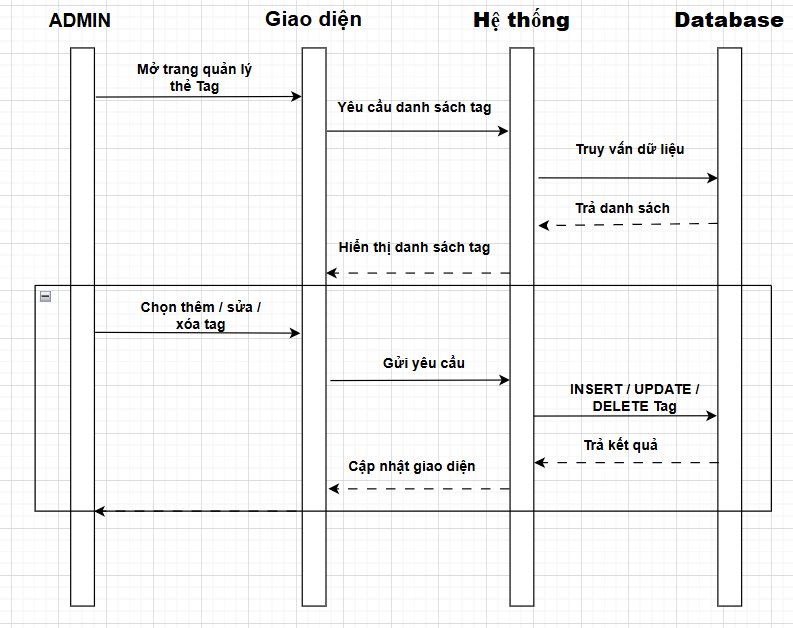 ADMIN
Giao diện
Hệ thống
Database
Mở trang quản lý
thẻ Tag
Yêu cầu danh sách tag
Truy vấn dữ liệu
Trả danh sách
Hiển thị danh sách tag
Chọn thêm / sửa /
xóa tag
Gửi yêu cầu
INSERT / UPDATE /
DELETE Tag
Trả kết quả
Cập nhật giao diện